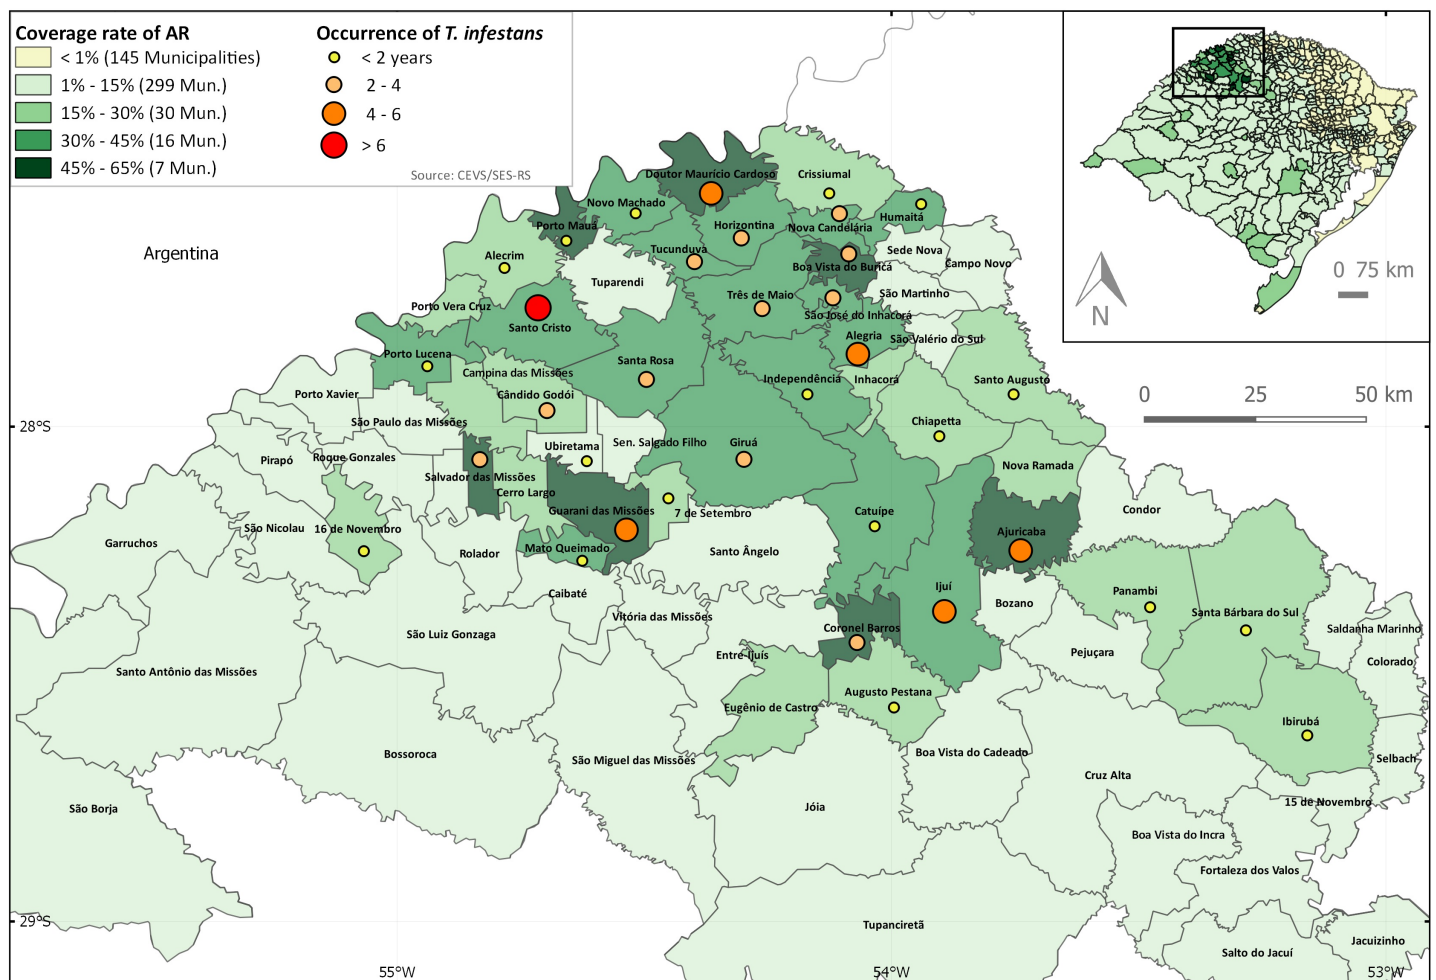 Coverage rate of AR
< 1% (145 Municipalities)
1% - 15% (299 Mun.)
15% - 30% (30 Mun.)
30% - 45% (16 Mun.)
45% - 65% (7 Mun.)
Occurrence of T. infestans
< 2 years
2 - 4
4 - 6
> 6
Source: CEVS/SES-RS
0 75 km
N
0 25 50 km
Argentina
Doutor Maurício Cardoso
Crissiumal
Novo Machado
Humaitá
Porto Mauá
Horizontina
Nova Candelária
Tucunduva
Sede Nova
Alecrim
Boa Vista do Buricá
Campo Novo
Tuparendi
Três de Maio
São Martinho
Porto Vera Cruz
Santo Cristo
São José do Inhacorá
Alegria
São Valério do Sul
Porto Lucena
Santa Rosa
Campina das Missões
Independência
Inhacorá
Santo Augusto
Porto Xavier
Cândido Godói
São Paulo das Missões
Chiapetta
28°S
Ubiretama
Sen. Salgado Filho
Giruá
Pirapó
Roque Gonzales
Nova Ramada
Salvador das Missões
Cerro Largo
Guarani das Missões
7 de Setembro
Catuípe
Condor
São Nicolau
16 de Novembro
Ajuricaba
Garruchos
Rolador
Mato Queimado
Santo Ângelo
Ijuí
Panambi
Caibaté
Bozano
Vitória das Missões
Santa Bárbara do Sul
São Luiz Gonzaga
Coronel Barros
Saldanha Marinho
Entre-Ijuís
Pejuçara
Colorado
Santo Antônio das Missões
Augusto Pestana
Eugênio de Castro
Ibirubá
Bossoroca
Boa Vista do Cadeado
São Miguel das Missões
Selbach
Cruz Alta
São Borja
Jóia
15 de Novembro
Boa Vista do Incra
Fortaleza dos Valos
29°S
Tupanciretã
Jacuizinho
Salto do Jacuí
55°W 54°W 53°W